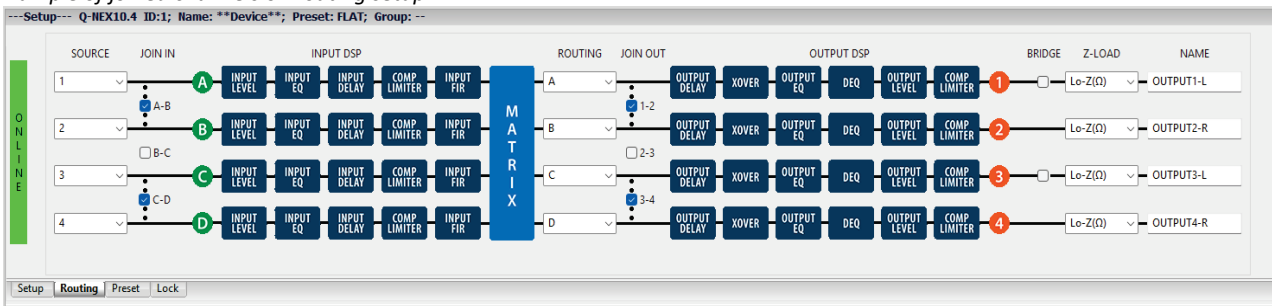 ---Setup--- Q-NEX10.4 ID:1; Name: **Device**; Preset: FLAT; Group: --
SOURCE JOIN IN INPUT DSP ROUTING JOIN OUT OUTPUT DSP BRIDGE Z-LOAD NAME
ONLINE
1 A INPUT LEVEL INPUT EQ INPUT DELAY COMP LIMITER INPUT FIR A OUTPUT DELAY XOVER OUTPUT EQ DEQ OUTPUT LEVEL COMP LIMITER 1 Lo-Z(Ω) OUTPUT1-L
A-B 1-2
MATRIX
2 B INPUT LEVEL INPUT EQ INPUT DELAY COMP LIMITER INPUT FIR B OUTPUT DELAY XOVER OUTPUT EQ DEQ OUTPUT LEVEL COMP LIMITER 2 Lo-Z(Ω) OUTPUT2-R
B-C 2-3
3 C INPUT LEVEL INPUT EQ INPUT DELAY COMP LIMITER INPUT FIR C OUTPUT DELAY XOVER OUTPUT EQ DEQ OUTPUT LEVEL COMP LIMITER 3 Lo-Z(Ω) OUTPUT3-L
C-D 3-4
4 D INPUT LEVEL INPUT EQ INPUT DELAY COMP LIMITER INPUT FIR D OUTPUT DELAY XOVER OUTPUT EQ DEQ OUTPUT LEVEL COMP LIMITER 4 Lo-Z(Ω) OUTPUT4-R
Setup Routing Preset Lock